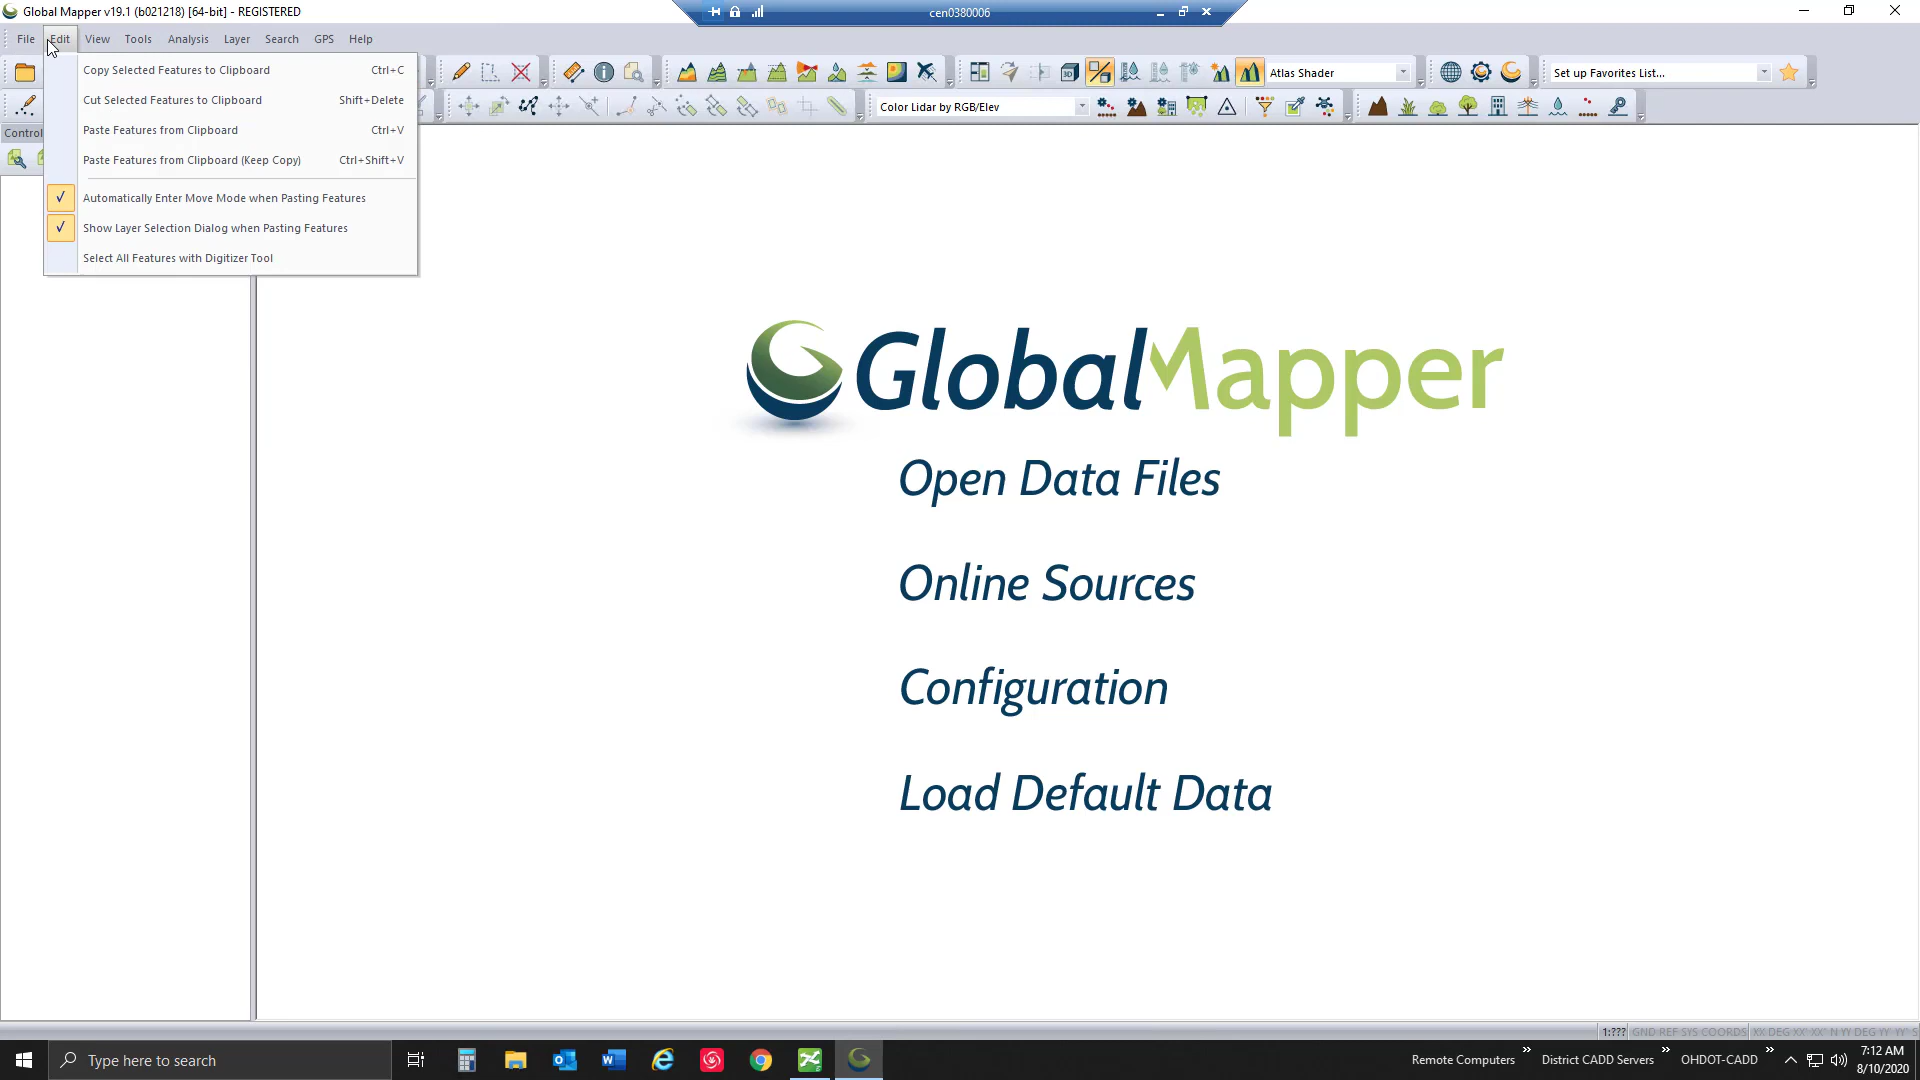 Global Mapper v19.1 (b021218) [64-bit] - REGISTERED
cen0380006
File Edit View Tools Analysis Layer Search GPS Help
Atlas Shader
Set up Favorites List...
Color Lidar by RGB/Elev
Control
Copy Selected Features to Clipboard Ctrl+C
Cut Selected Features to Clipboard Shift+Delete
Paste Features from Clipboard Ctrl+V
Paste Features from Clipboard (Keep Copy) Ctrl+Shift+V
Automatically Enter Move Mode when Pasting Features
Show Layer Selection Dialog when Pasting Features
Select All Features with Digitizer Tool
GlobalMapper
Open Data Files
Online Sources
Configuration
Load Default Data
1:??? GND REF SYS COORDS
Type here to search
Remote Computers » District CADD Servers » OHDOT-CADD »
7:12 AM
8/10/2020